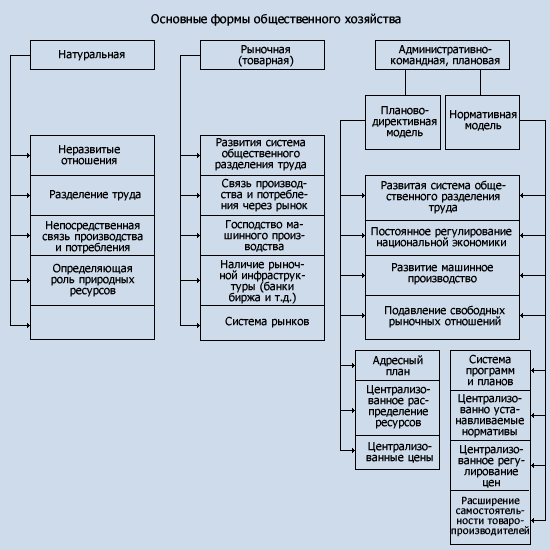 Основные формы общественного хозяйства
Натуральная
Рыночная
(товарная)
Административно-
командная, плановая
Планово-
директивная
модель
Нормативная
модель
Неразвитые
отношения
Разделение труда
Непосредственная
связь производства
и потребления
Определяющая
роль природных
ресурсов
Развития система
общественного
разделения труда
Связь производ-
ства и потребле-
ния через рынок
Господство ма-
шинного произ-
водства
Наличие рыноч-
ной инфраструк-
туры (банки
биржа и т.д.)
Система рынков
Развитая система обще-
ственного разделения
труда
Постоянное регулирование
национальной экономики
Развитие машинное
производство
Подавление свободных
рыночных отношений
Адресный
план
Централизо-
ванное рас-
пределение
ресурсов
Централизо-
ванные цены
Система
программ
и планов
Централизо-
ванно уста-
навливаемые
нормативы
Централизо-
ванное регу-
лирование
цен
Расширение
самостоятель-
ности товаро-
производителей